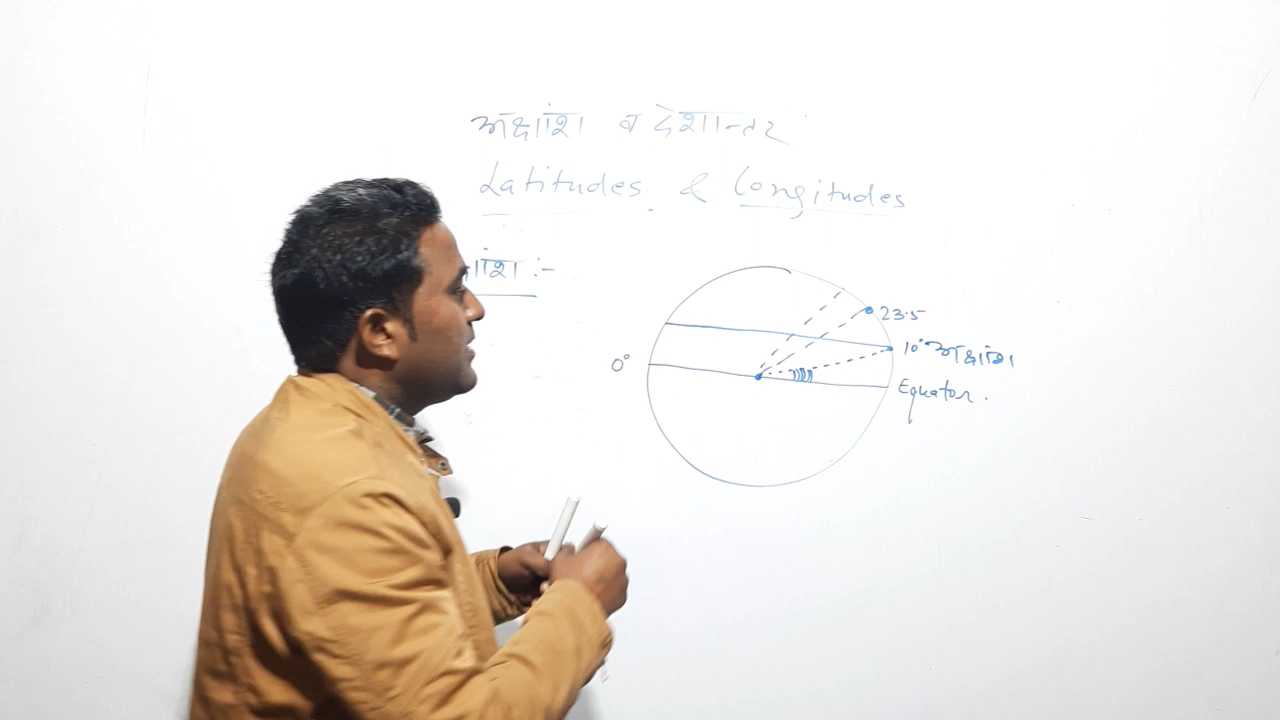 अक्षांश व देशान्तर
Latitudes & Longitudes
ांश :-
23.5
10° अक्षांश
0°
Equator.